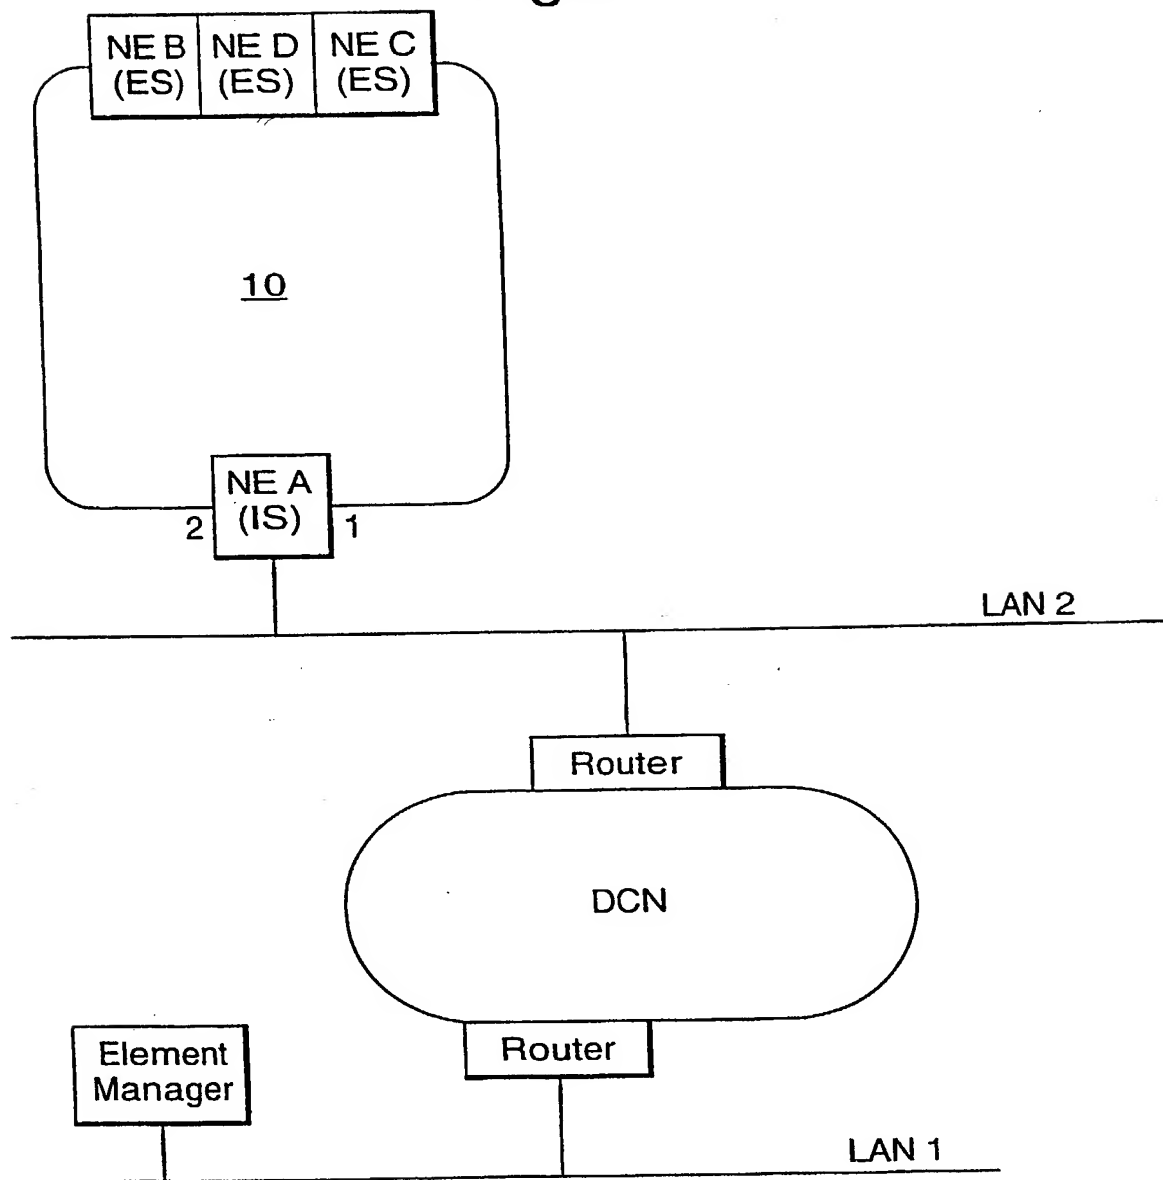 NE B NE D NE C
(ES) (ES) (ES)
10
NE A
(IS)
2 1
LAN 2
Router
DCN
Router
Element
Manager
LAN 1